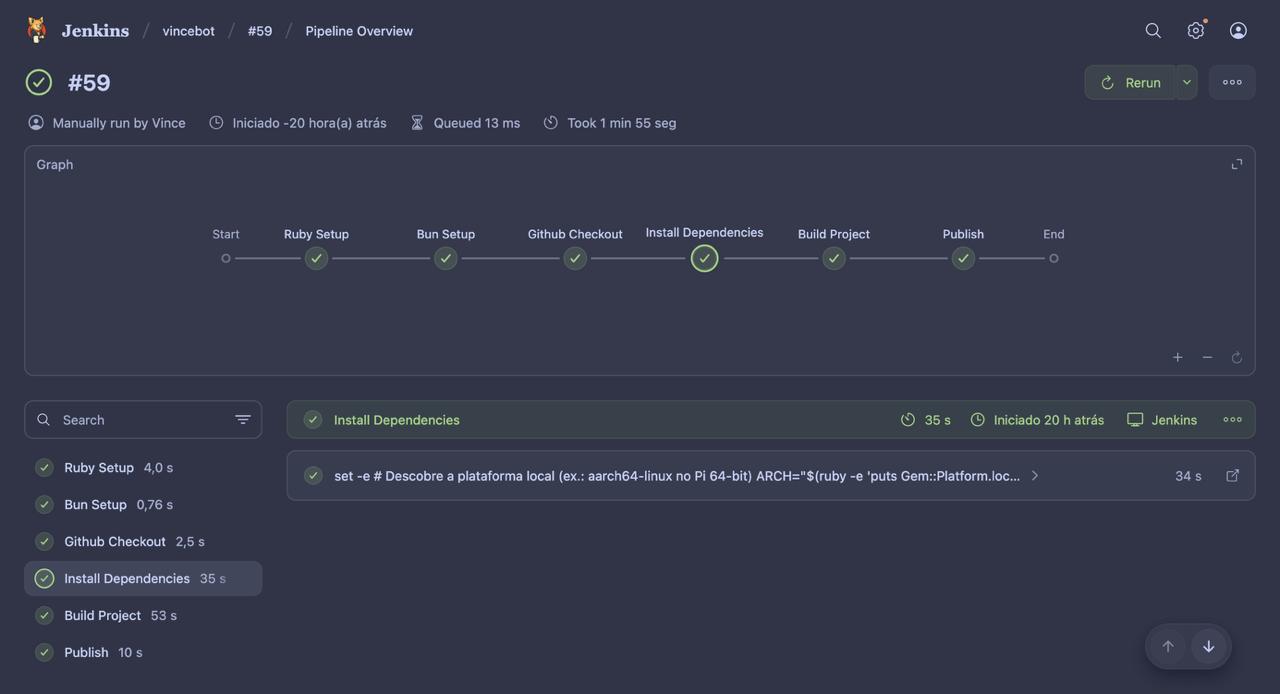 Jenkins / vincebot / #59 / Pipeline Overview
#59
Rerun
Manually run by Vince Iniciado -20 hora(a) atrás Queued 13 ms Took 1 min 55 seg
Graph
Start Ruby Setup Bun Setup Github Checkout Install Dependencies Build Project Publish End
Search
Ruby Setup 4,0 s
Bun Setup 0,76 s
Github Checkout 2,5 s
Install Dependencies 35 s
Build Project 53 s
Publish 10 s
Install Dependencies 35 s Iniciado 20 h atrás Jenkins
set -e # Descobre a plataforma local (ex.: aarch64-linux no Pi 64-bit) ARCH="$(ruby -e 'puts Gem::Platform.loc... 34 s